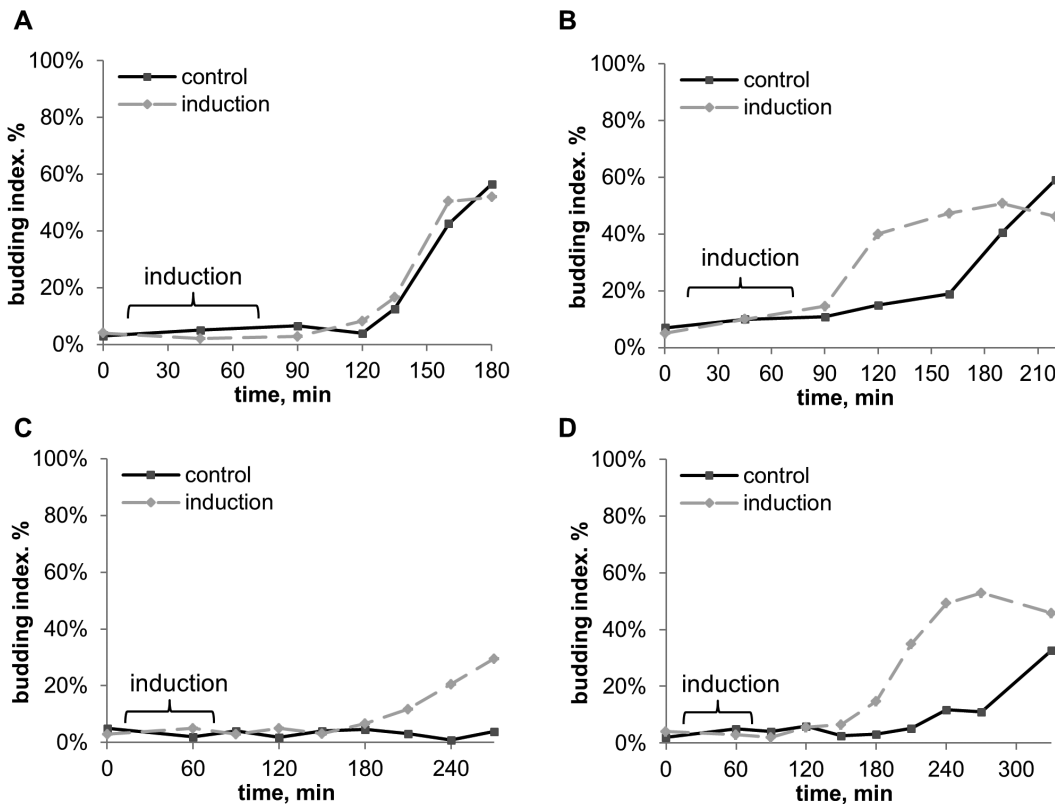 A
budding index. %
100%
80%
60%
40%
20%
0%
control
induction
induction
0 30 60 90 120 150 180
time, min
B
budding index. %
100%
80%
60%
40%
20%
0%
control
induction
induction
0 30 60 90 120 150 180 210
time, min
C
budding index. %
100%
80%
60%
40%
20%
0%
control
induction
induction
0 60 120 180 240
time, min
D
budding index. %
100%
80%
60%
40%
20%
0%
control
induction
induction
0 60 120 180 240 300
time, min